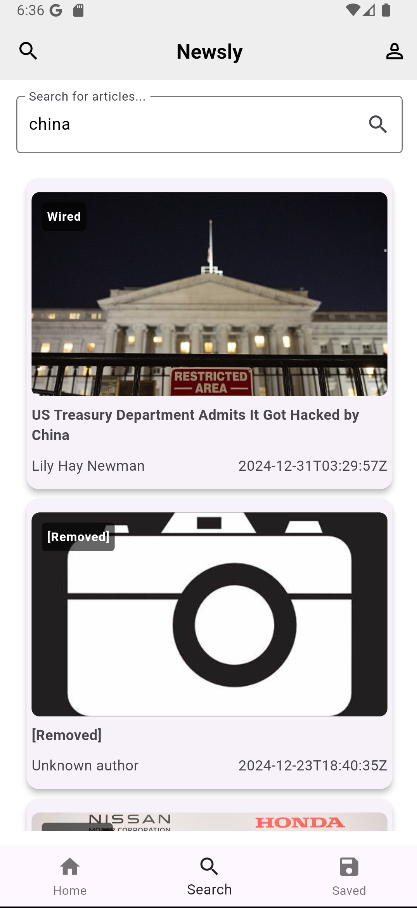 6:36
Newsly
Search for articles...
china
Wired
RESTRICTED
AREA
US Treasury Department Admits It Got Hacked by
China
Lily Hay Newman 2024-12-31T03:29:57Z
[Removed]
[Removed]
Unknown author 2024-12-23T18:40:35Z
NISSAN HONDA
Home Search Saved